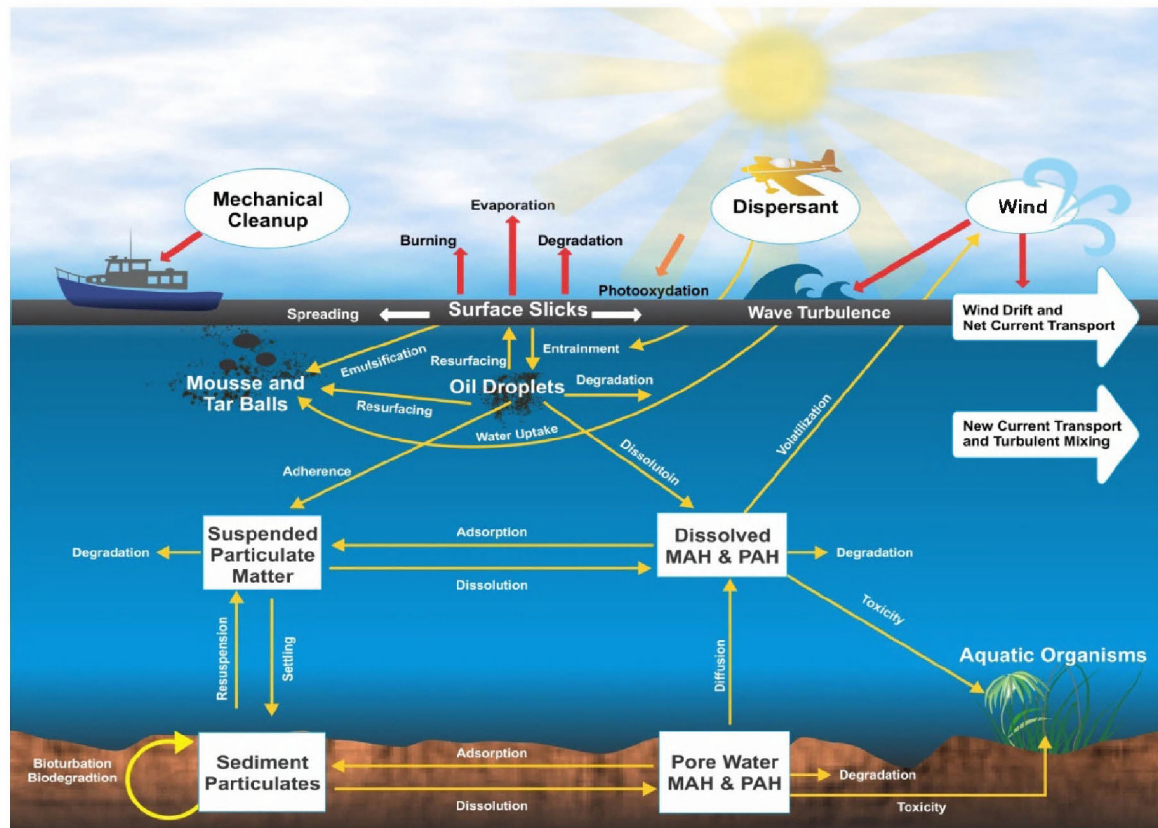 Mechanical
Cleanup
Evaporation
Burning
Degradation
Dispersant
Wind
Photooxydation
Spreading
Surface Slicks
Wave Turbulence
Wind Drift and
Net Current Transport
Emulsification
Resurfacing
Entrainment
Mousse and
Tar Balls
Oil Droplets
Degradation
Resurfacing
Water Uptake
Volatilization
New Current Transport
and Turbulent Mixing
Adherence
Dissolutoin
Suspended
Particulate
Matter
Degradation
Adsorption
Dissolution
Dissolved
MAH & PAH
Degradation
Toxicity
Resuspension
Settling
Diffusion
Aquatic Organisms
Bioturbation
Biodegradtion
Sediment
Particulates
Adsorption
Dissolution
Pore Water
MAH & PAH
Degradation
Toxicity